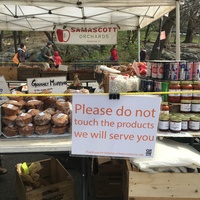 SAMASCOTT
ORCHARDS
Please do not
touch the products
we will serve you